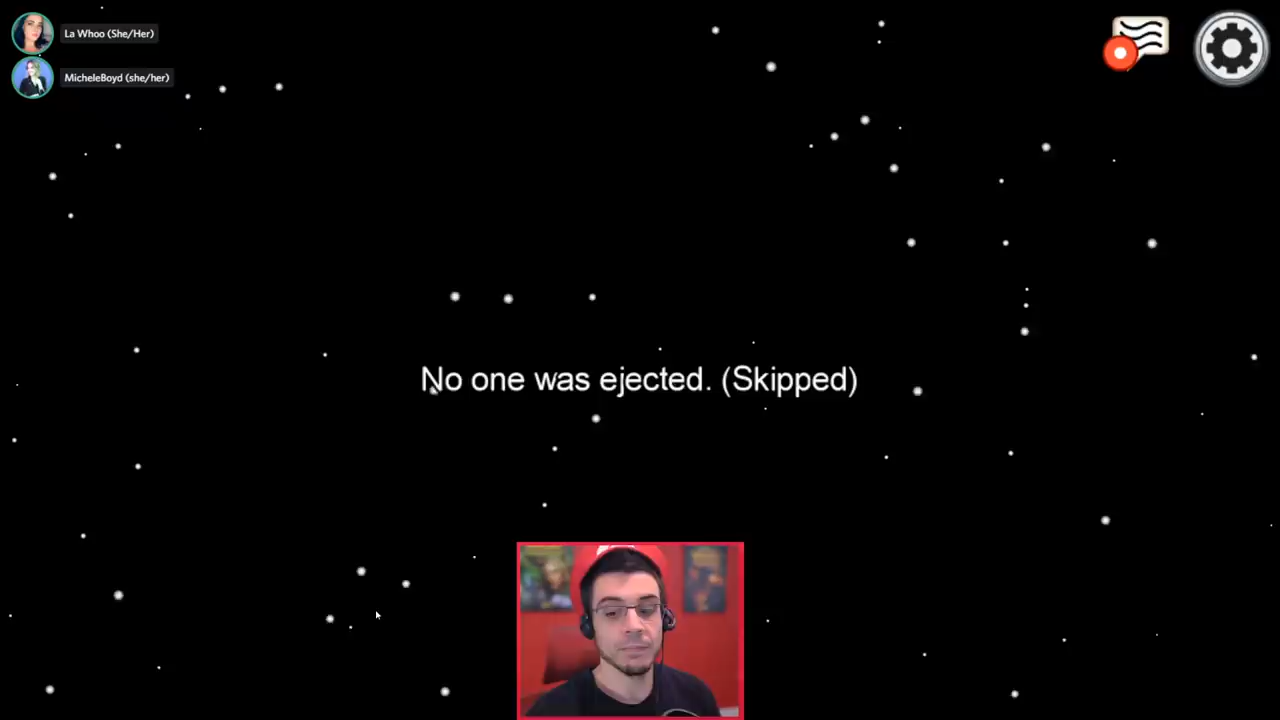 La Whoo (She/Her)
MicheleBoyd (she/her)
No one was ejected. (Skipped)